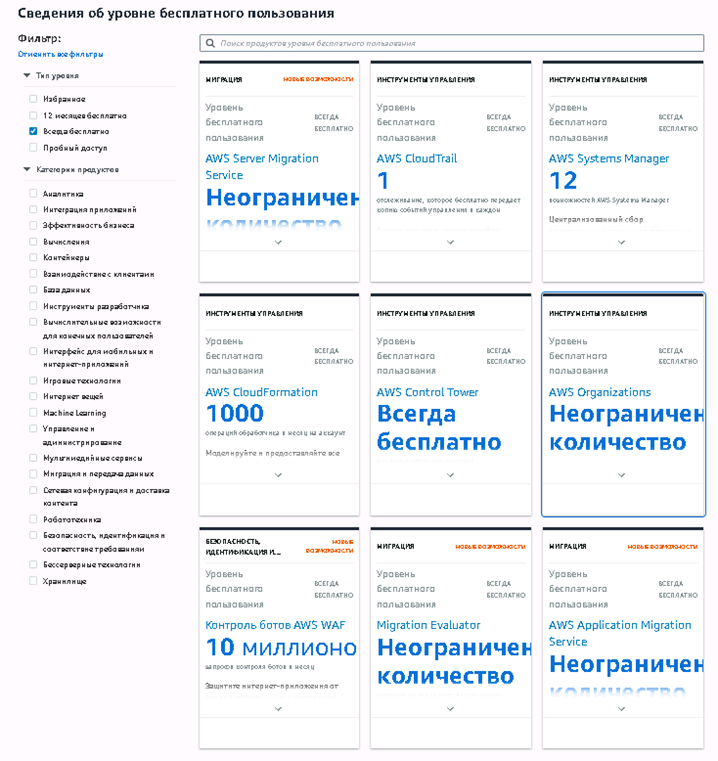 Сведения об уровне бесплатного пользования
Фильтр:
Отменить все фильтры
Тип уровня
Избранное
12 месяцев бесплатно
Всегда бесплатно
Пробный доступ
Категории продуктов
Аналитика
Интеграция приложений
Эффективность бизнеса
Вычисления
Контейнеры
Взаимодействие с клиентами
База данных
Инструменты разработчика
Вычислительные возможности
для конечных пользователей
Интерфейс для мобильных и
интернет-приложений
Игровые технологии
Интернет вещей
Machine Learning
Управление и
администрирование
Мультимедийные сервисы
Миграция и передача данных
Сетевая конфигурация и доставка
контента
Робототехника
Безопасность, идентификация и
соответствие требованиям
Бессерверные технологии
Хранилище
Поиск продуктов уровня бесплатного пользования
МИГРАЦИЯ
НОВЫЕ ВОЗМОЖНОСТИ
Уровень
бесплатного
пользования
ВСЕГДА
БЕСПЛАТНО
AWS Server Migration
Service
Неограничен
количество
ИНСТРУМЕНТЫ УПРАВЛЕНИЯ
Уровень
бесплатного
пользования
ВСЕГДА
БЕСПЛАТНО
AWS CloudTrail
1
отслеживание, которое бесплатно передает
копию событий управления в каждом
ИНСТРУМЕНТЫ УПРАВЛЕНИЯ
Уровень
бесплатного
пользования
ВСЕГДА
БЕСПЛАТНО
AWS Systems Manager
12
возможностей AWS Systems Manager
Централизованный сбор
ИНСТРУМЕНТЫ УПРАВЛЕНИЯ
Уровень
бесплатного
пользования
ВСЕГДА
БЕСПЛАТНО
AWS CloudFormation
1000
операций обработчика в месяц на аккаунт
Моделируйте и предоставляйте все
ИНСТРУМЕНТЫ УПРАВЛЕНИЯ
Уровень
бесплатного
пользования
ВСЕГДА
БЕСПЛАТНО
AWS Control Tower
Всегда
бесплатно
ИНСТРУМЕНТЫ УПРАВЛЕНИЯ
Уровень
бесплатного
пользования
ВСЕГДА
БЕСПЛАТНО
AWS Organizations
Неограничен
количество
БЕЗОПАСНОСТЬ,
ИДЕНТИФИКАЦИЯ И...
НОВЫЕ
ВОЗМОЖНОСТИ
Уровень
бесплатного
пользования
ВСЕГДА
БЕСПЛАТНО
Контроль ботов AWS WAF
10 миллионо
запросов контроля ботов в месяц
Защитите интернет-приложения от
МИГРАЦИЯ
НОВЫЕ ВОЗМОЖНОСТИ
Уровень
бесплатного
пользования
ВСЕГДА
БЕСПЛАТНО
Migration Evaluator
Неограничен
количество
МИГРАЦИЯ
НОВЫЕ ВОЗМОЖНОСТИ
Уровень
бесплатного
пользования
ВСЕГДА
БЕСПЛАТНО
AWS Application Migration
Service
Неограничен
количество